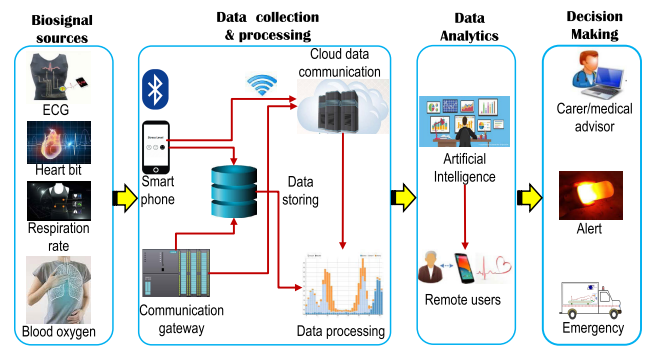 Biosignal
sources
Data collection
& processing
Data
Analytics
Decision
Making
ECG
Heart bit
Respiration
rate
Blood oxygen
Cloud data
communication
Smart
phone
Data
storing
Communication
gateway
Data processing
Artificial
Intelligence
Remote users
Carer/medical
advisor
Alert
Emergency